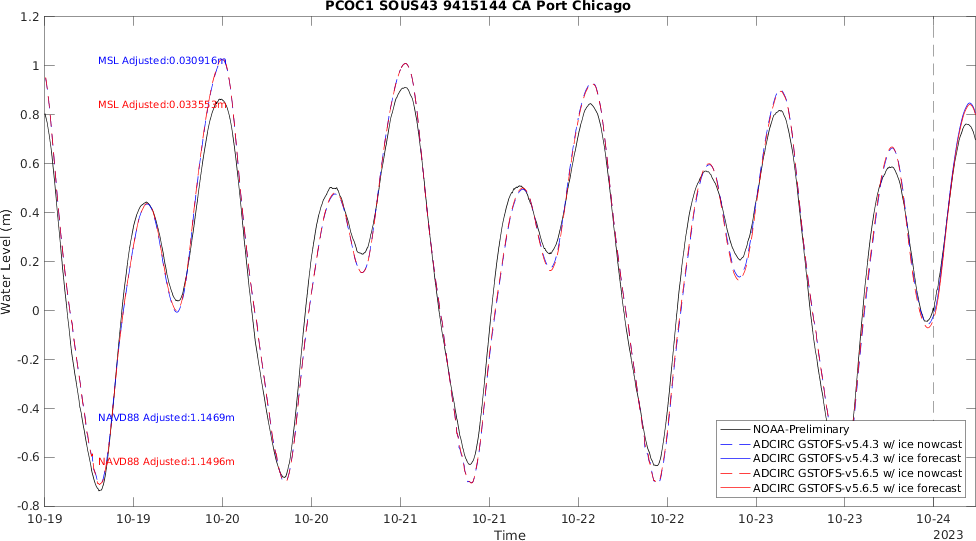 PCOC1 SOUS43 9415144 CA Port Chicago
1.2
1
0.8
0.6
0.4
0.2
0
-0.2
-0.4
-0.6
-0.8
Water Level (m)
MSL Adjusted:0.030916m
MSL Adjusted:0.033553m
NAVD88 Adjusted:1.1469m
NAVD88 Adjusted:1.1496m
NOAA-Preliminary
ADCIRC GSTOFS-v5.4.3 w/ ice nowcast
ADCIRC GSTOFS-v5.4.3 w/ ice forecast
ADCIRC GSTOFS-v5.6.5 w/ ice nowcast
ADCIRC GSTOFS-v5.6.5 w/ ice forecast
10-19 10-19 10-20 10-20 10-21 10-21 10-22 10-22 10-23 10-23 10-24
2023
Time